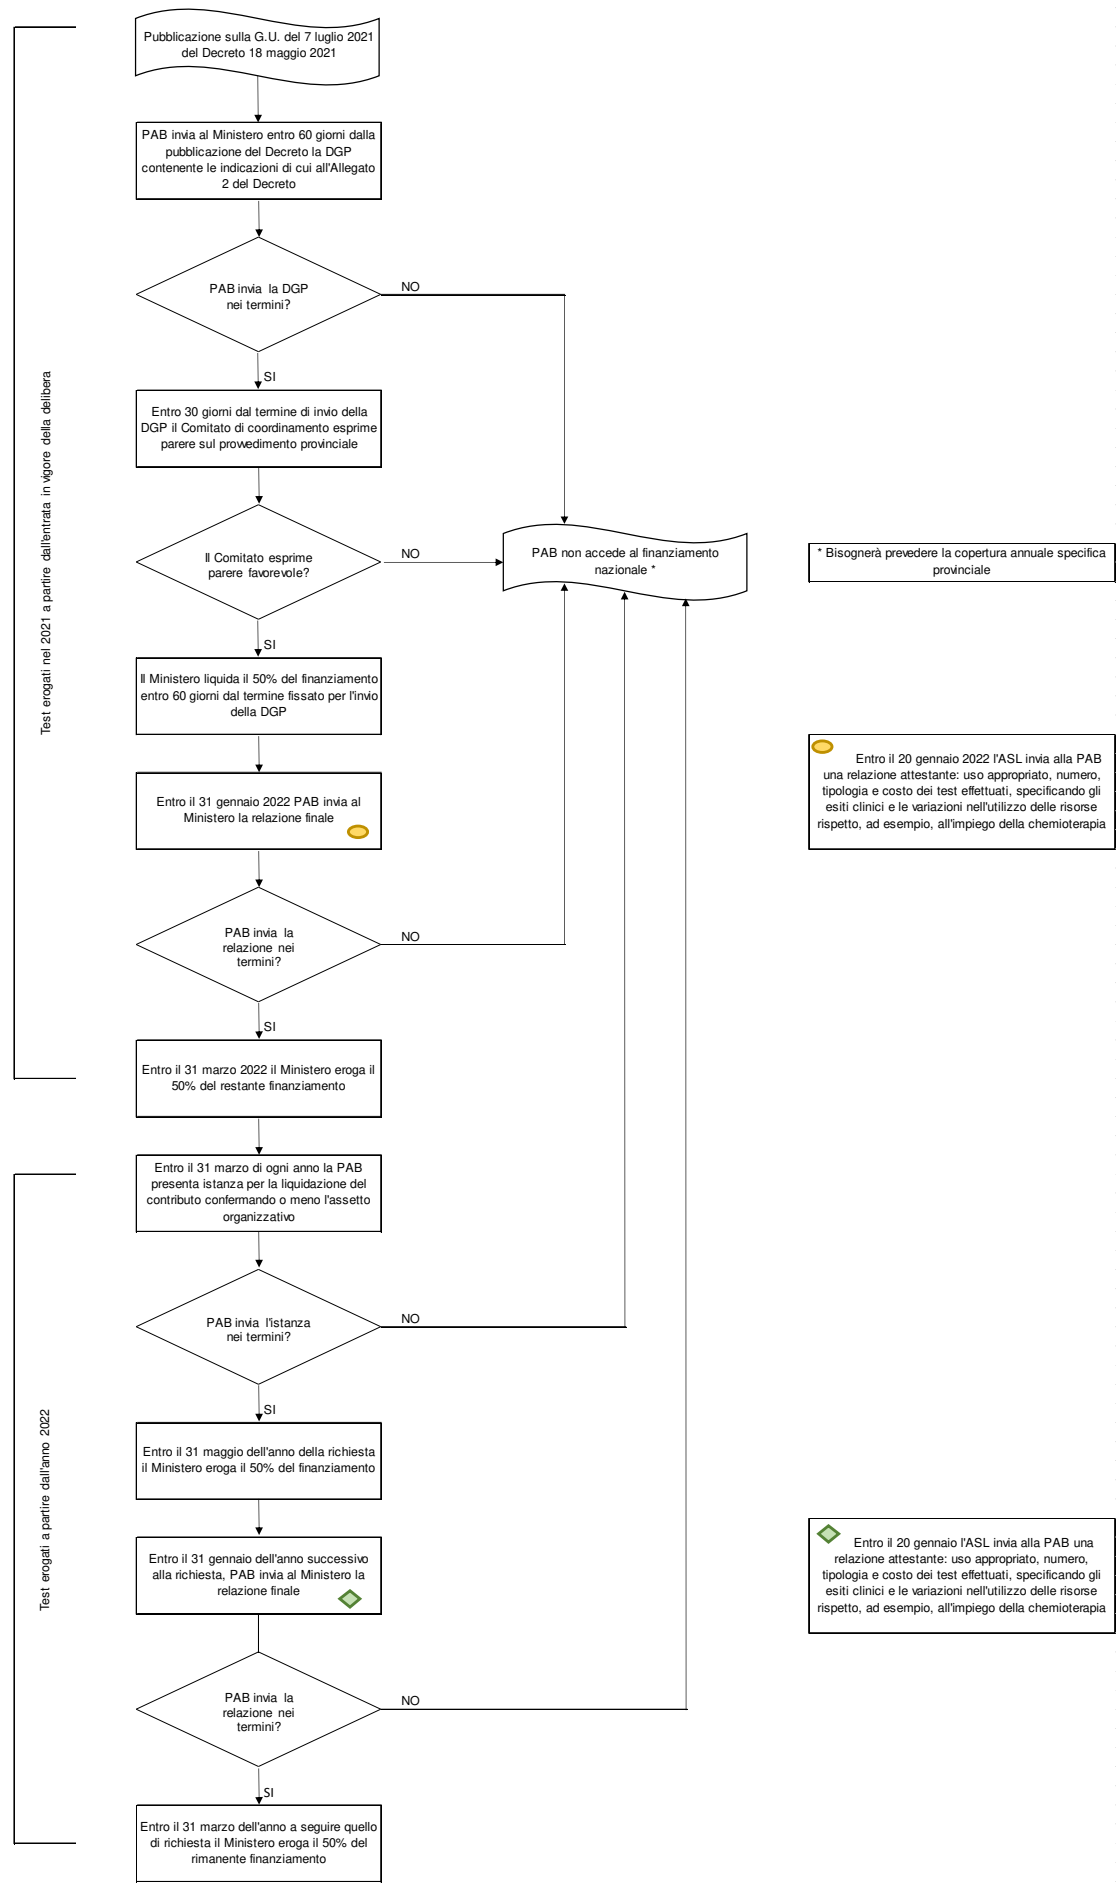 Pubblicazione sulla G.U. del 7 luglio 2021
del Decreto 18 maggio 2021
PAB invia al Ministero entro 60 giorni dalla
pubblicazione del Decreto la DGP
contenente le indicazioni di cui all'Allegato
2 del Decreto
PAB invia la DGP
nei termini?
NO
SI
Test erogati nel 2021 a partire dall'entrata in vigore della delibera
Entro 30 giorni dal termine di invio della
DGP il Comitato di coordinamento esprime
parere sul provvedimento provinciale
Il Comitato esprime
parere favorevole?
NO
PAB non accede al finanziamento
nazionale *
* Bisognerà prevedere la copertura annuale specifica
provinciale
SI
Il Ministero liquida il 50% del finanziamento
entro 60 giorni dal termine fissato per l'invio
della DGP
Entro il 31 gennaio 2022 PAB invia al
Ministero la relazione finale
Entro il 20 gennaio 2022 l'ASL invia alla PAB
una relazione attestante: uso appropriato, numero,
tipologia e costo dei test effettuati, specificando gli
esiti clinici e le variazioni nell'utilizzo delle risorse
rispetto, ad esempio, all'impiego della chemioterapia
PAB invia la
relazione nei
termini?
NO
SI
Entro il 31 marzo 2022 il Ministero eroga il
50% del restante finanziamento
Entro il 31 marzo di ogni anno la PAB
presenta istanza per la liquidazione del
contributo confermando o meno l'assetto
organizzativo
PAB invia l'istanza
nei termini?
NO
SI
Test erogati a partire dall'anno 2022
Entro il 31 maggio dell'anno della richiesta
il Ministero eroga il 50% del finanziamento
Entro il 31 gennaio dell'anno successivo
alla richiesta, PAB invia al Ministero la
relazione finale
Entro il 20 gennaio l'ASL invia alla PAB una
relazione attestante: uso appropriato, numero,
tipologia e costo dei test effettuati, specificando gli
esiti clinici e le variazioni nell'utilizzo delle risorse
rispetto, ad esempio, all'impiego della chemioterapia
PAB invia la
relazione nei
termini?
NO
SI
Entro il 31 marzo dell'anno a seguire quello
di richiesta il Ministero eroga il 50% del
rimanente finanziamento